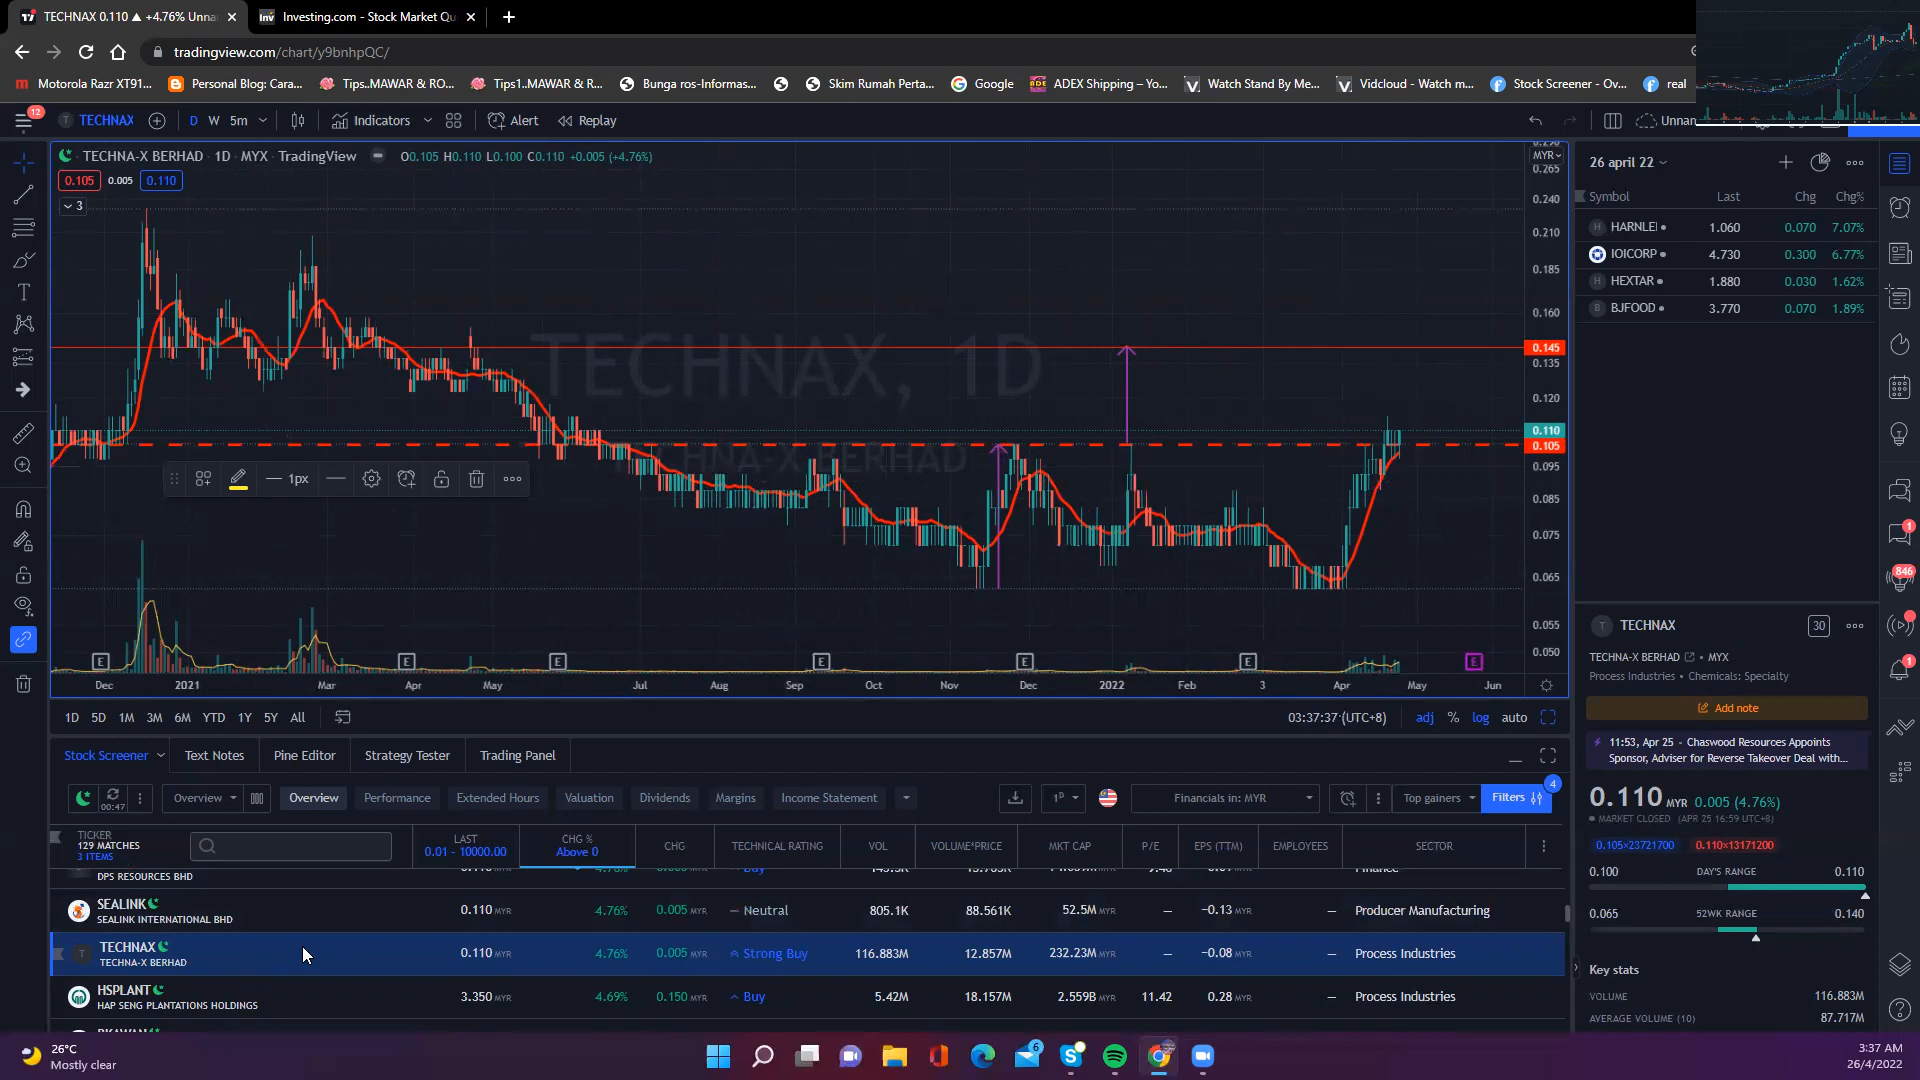 TECHNAX 0.110 ▲ +4.76% Unna
Investing.com - Stock Market Qu
tradingview.com/chart/y9bnhpQC/
Motorola Razr XT91...
Personal Blog: Cara...
Tips..MAWAR & RO...
Tips1..MAWAR & R...
Bunga ros-Informas...
Skim Rumah Perta...
Google
ADEX Shipping – Yo...
Watch Stand By Me...
Vidcloud - Watch m...
Stock Screener - Ov...
real
12
TECHNAX
D W 5m
Indicators
Alert
Replay
Unnan
TECHNA-X BERHAD · 1D · MYX · TradingView
O0.105 H0.110 L0.100 C0.110 +0.005 (+4.76%)
0.105 0.005 0.110
3
MYR
0.265
0.240
0.210
0.185
0.160
0.145
0.135
0.120
0.110
0.105
0.095
0.085
0.075
0.065
0.055
0.050
TECHNAX, 1D
TECHNA-X BERHAD
1px
E E E E E E E
Dec 2021 Mar Apr May Jul Aug Sep Oct Nov Dec 2022 Feb 3 Apr May Jun
1D 5D 1M 3M 6M YTD 1Y 5Y All
03:37:37 (UTC+8)
adj % log auto
Stock Screener
Text Notes
Pine Editor
Strategy Tester
Trading Panel
00:47
Overview
Overview
Performance
Extended Hours
Valuation
Dividends
Margins
Income Statement
1D
Financials in: MYR
Top gainers
Filters
4
TICKER
129 MATCHES
3 ITEMS
LAST
0.01 - 10000.00
CHG %
Above 0
CHG
TECHNICAL RATING
VOL
VOLUME*PRICE
MKT CAP
P/E
EPS (TTM)
EMPLOYEES
SECTOR
DPS RESOURCES BHD
SEALINK
SEALINK INTERNATIONAL BHD
0.110 MYR 4.76% 0.005 MYR — Neutral 805.1K 88.561K 52.5M MYR — −0.13 MYR — Producer Manufacturing
T
TECHNAX
TECHNA-X BERHAD
0.110 MYR 4.76% 0.005 MYR Strong Buy 116.883M 12.857M 232.23M MYR — −0.08 MYR — Process Industries
HSPLANT
HAP SENG PLANTATIONS HOLDINGS
3.350 MYR 4.69% 0.150 MYR Buy 5.42M 18.157M 2.559B MYR 11.42 0.28 MYR — Process Industries
26 april 22
Symbol Last Chg Chg%
H HARNLEI 1.060 0.070 7.07%
IOICORP 4.730 0.300 6.77%
H HEXTAR 1.880 0.030 1.62%
B BJFOOD 3.770 0.070 1.89%
T TECHNAX
30
TECHNA-X BERHAD • MYX
Process Industries • Chemicals: Specialty
Add note
11:53, Apr 25 - Chaswood Resources Appoints
Sponsor, Adviser for Reverse Takeover Deal with...
0.110 MYR 0.005 (4.76%)
MARKET CLOSED (APR 25 16:59 UTC+8)
0.105×23721700 0.110×13171200
0.100 DAY'S RANGE 0.110
0.065 52WK RANGE 0.140
Key stats
VOLUME 116.883M
AVERAGE VOLUME (10) 87.717M
1
846
1
26°C
Mostly clear
6
3:37 AM
26/4/2022